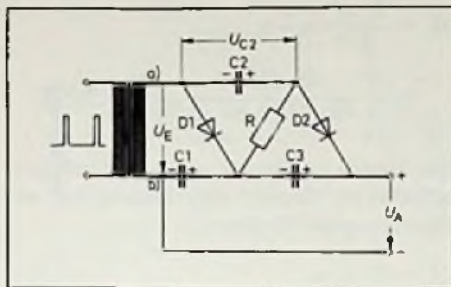 U_C2
C2
- +
a)
U_E
D1
R
D2
C1
C3
b)
- +
- +
+
U_A
-